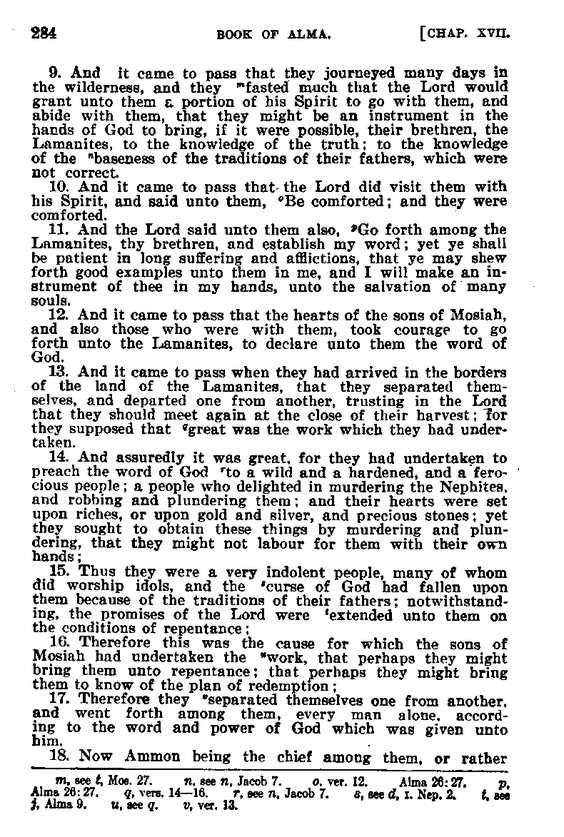 284 BOOK OF ALMA. [CHAP. XVII.
9. And it came to pass that they journeyed many days in
the wilderness, and they ᵐfasted much that the Lord would
grant unto them a portion of his Spirit to go with them, and
abide with them, that they might be an instrument in the
hands of God to bring, if it were possible, their brethren, the
Lamanites, to the knowledge of the truth; to the knowledge
of the ⁿbaseness of the traditions of their fathers, which were
not correct.
10. And it came to pass that the Lord did visit them with
his Spirit, and said unto them, ᵒBe comforted; and they were
comforted.
11. And the Lord said unto them also, ᵖGo forth among the
Lamanites, thy brethren, and establish my word; yet ye shall
be patient in long suffering and afflictions, that ye may shew
forth good examples unto them in me, and I will make an in-
strument of thee in my hands, unto the salvation of many
souls.
12. And it came to pass that the hearts of the sons of Mosiah,
and also those who were with them, took courage to go
forth unto the Lamanites, to declare unto them the word of
God.
13. And it came to pass when they had arrived in the borders
of the land of the Lamanites, that they separated them-
selves, and departed one from another, trusting in the Lord
that they should meet again at the close of their harvest; for
they supposed that qgreat was the work which they had under-
taken.
14. And assuredly it was great, for they had undertaken to
preach the word of God ʳto a wild and a hardened, and a fero-
cious people; a people who delighted in murdering the Nephites,
and robbing and plundering them; and their hearts were set
upon riches, or upon gold and silver, and precious stones; yet
they sought to obtain these things by murdering and plun-
dering, that they might not labour for them with their own
hands;
15. Thus they were a very indolent people, many of whom
did worship idols, and the ˢcurse of God had fallen upon
them because of the traditions of their fathers; notwithstand-
ing, the promises of the Lord were ᵗextended unto them on
the conditions of repentance;
16. Therefore this was the cause for which the sons of
Mosiah had undertaken the ᵘwork, that perhaps they might
bring them unto repentance; that perhaps they might bring
them to know of the plan of redemption;
17. Therefore they ᵛseparated themselves one from another,
and went forth among them, every man alone, accord-
ing to the word and power of God which was given unto
him.
18. Now Ammon being the chief among them, or rather
m, see t, Mos. 27. n, see n, Jacob 7. o, ver. 12. Alma 26: 27. p,
Alma 26: 27. q, vers. 14—16. r, see n, Jacob 7. s, see d, I. Nep. 2. t, see
j, Alma 9. u, see q. v, ver. 13.